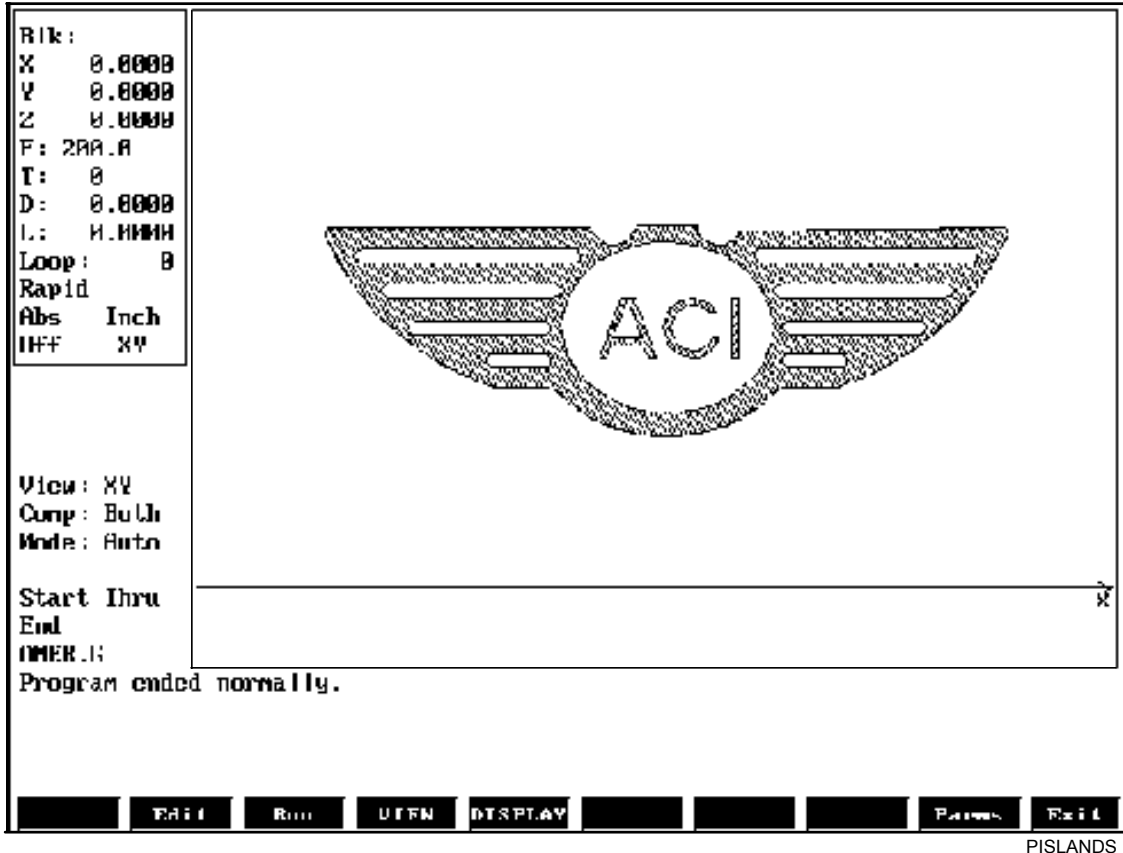 Blk:
X 0.0000
Y 0.0000
Z 0.0000
F: 200.0
T: 0
D: 0.0000
L: 0.0000
Loop: 0
Rapid
Abs Inch
Off XY
ACI
View: XY
Comp: Both
Mode: Auto
Start Thru
End
X
Program ended normally.
Edit Run VIEW DISPLAY Params Exit
PISLANDS